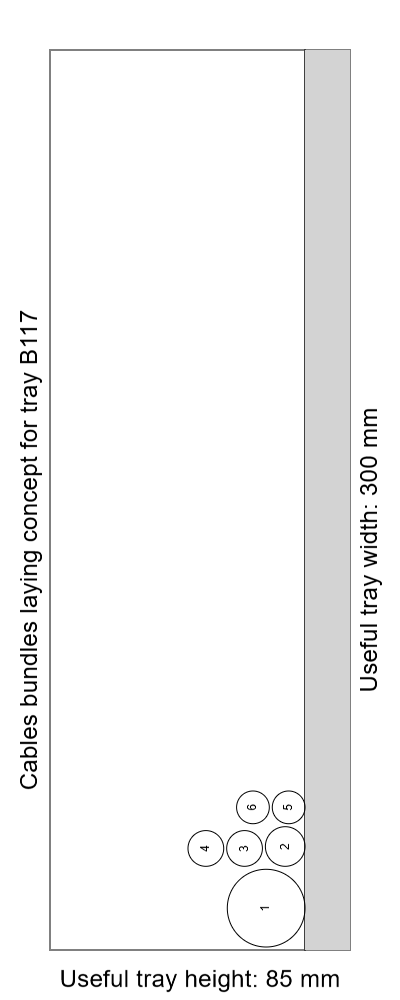 Cables bundles laying concept for tray B117
Useful tray width: 300 mm
6
5
4
3
2
1
Useful tray height: 85 mm